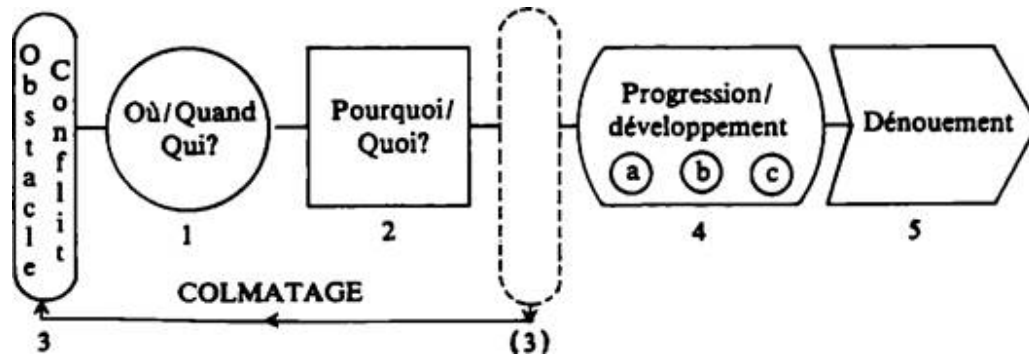 Obstacle
Conflit
Où/Quand
Qui?
1
Pourquoi/
Quoi?
2
Progression/
développement
a b c
4
Dénouement
5
COLMATAGE
3
(3)